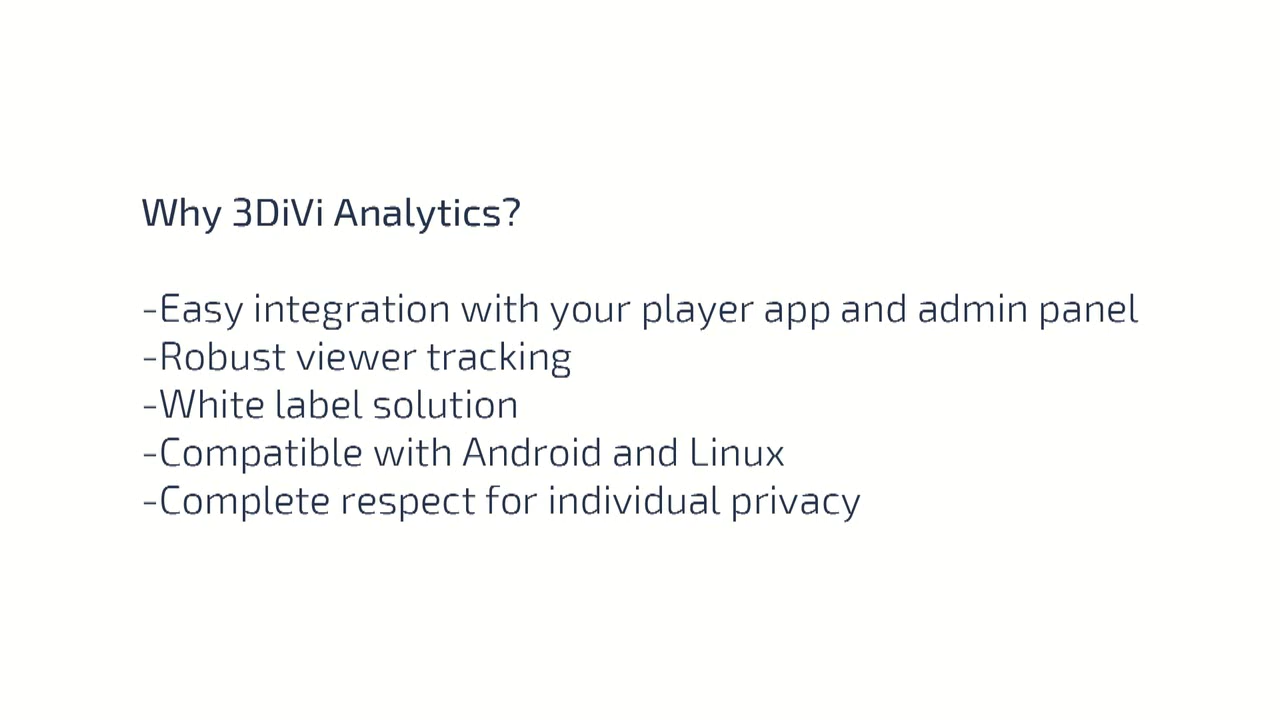 Why 3DiVi Analytics?
-Easy integration with your player app and admin panel
-Robust viewer tracking
-White label solution
-Compatible with Android and Linux
-Complete respect for individual privacy